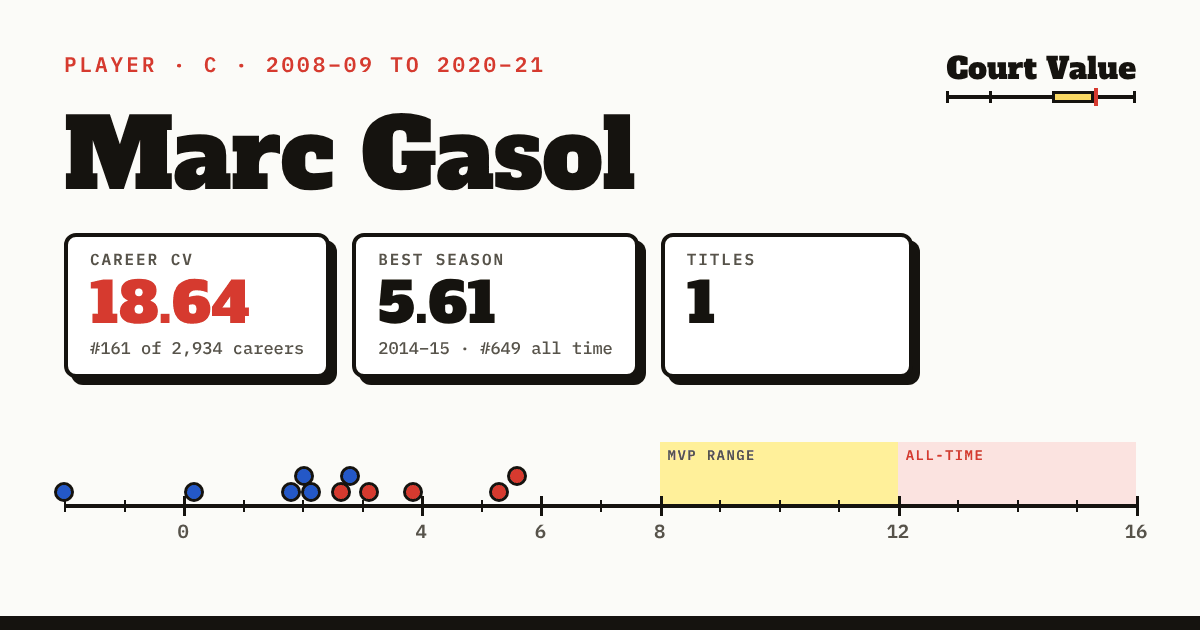 PLAYER · C · 2008–09 TO 2020–21
Court Value
Marc Gasol
CAREER CV
18.64
#161 of 2,934 careers
BEST SEASON
5.61
2014–15 · #649 all time
TITLES
1
MVP RANGE
ALL-TIME
0 4 6 8 12 16